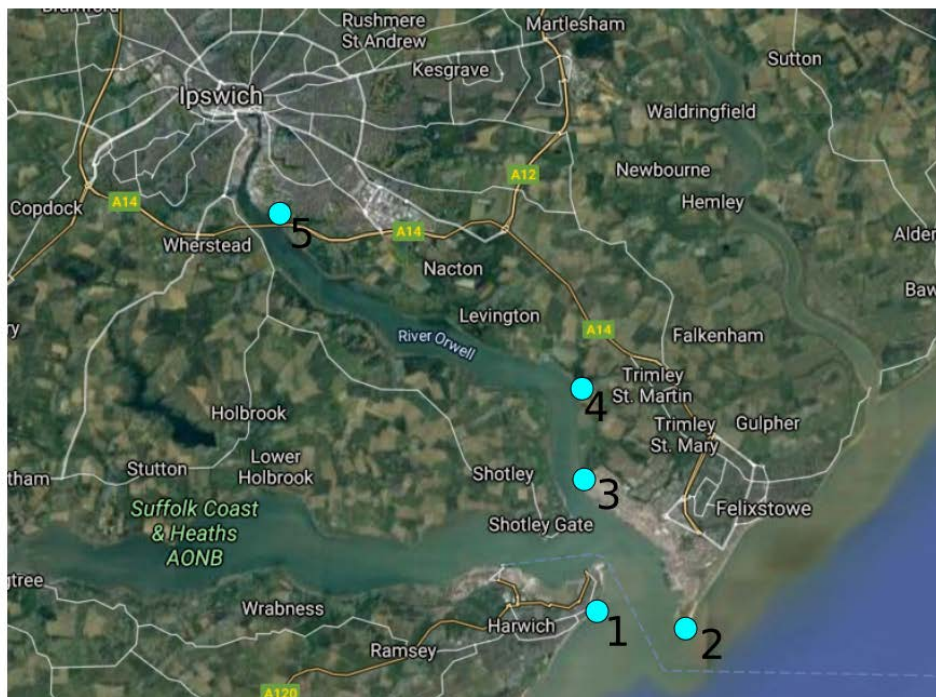 Rushmere
St Andrew
Martlesham
Kesgrave
Sutton
Ipswich
Waldringfield
A12
Newbourne
A14
Copdock
Hemley
5
A14
Wherstead
Nacton
Levington
River Orwell
A14
Falkenham
Trimley
St. Martin
4
Holbrook
Trimley
St. Mary
Gulpher
Stutton
Lower
Holbrook
Shotley
3
Suffolk Coast
& Heaths
AONB
Shotley Gate
Felixstowe
Wrabness
Harwich
1
2
Ramsey
A120